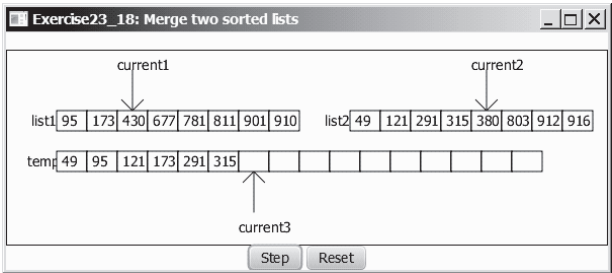 Exercise23_18: Merge two sorted lists
current1 current2
list1 95 173 430 677 781 811 901 910 list2 49 121 291 315 380 803 912 916
temp 49 95 121 173 291 315
current3
Step Reset